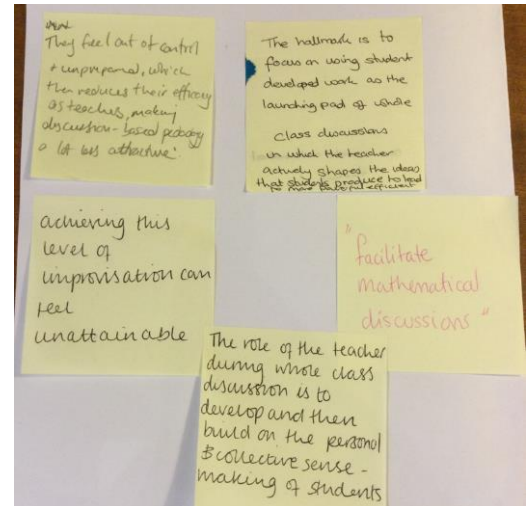 They feel out of control
+ unprepared, which
then reduces their efficacy
as teachers, making
discussion-based pedagogy
a lot less attractive.
The hallmark is to
focus on using student
developed work as the
launching pad of whole
class discussions
in which the teacher
actively shapes the ideas
that students produce to lead
to more powerful, efficient
achieving this
level of
improvisation can
feel
unattainable
"facilitate
mathematical
discussions"
The role of the teacher
during whole class
discussion is to
develop and then
build on the personal
& collective sense-
making of students